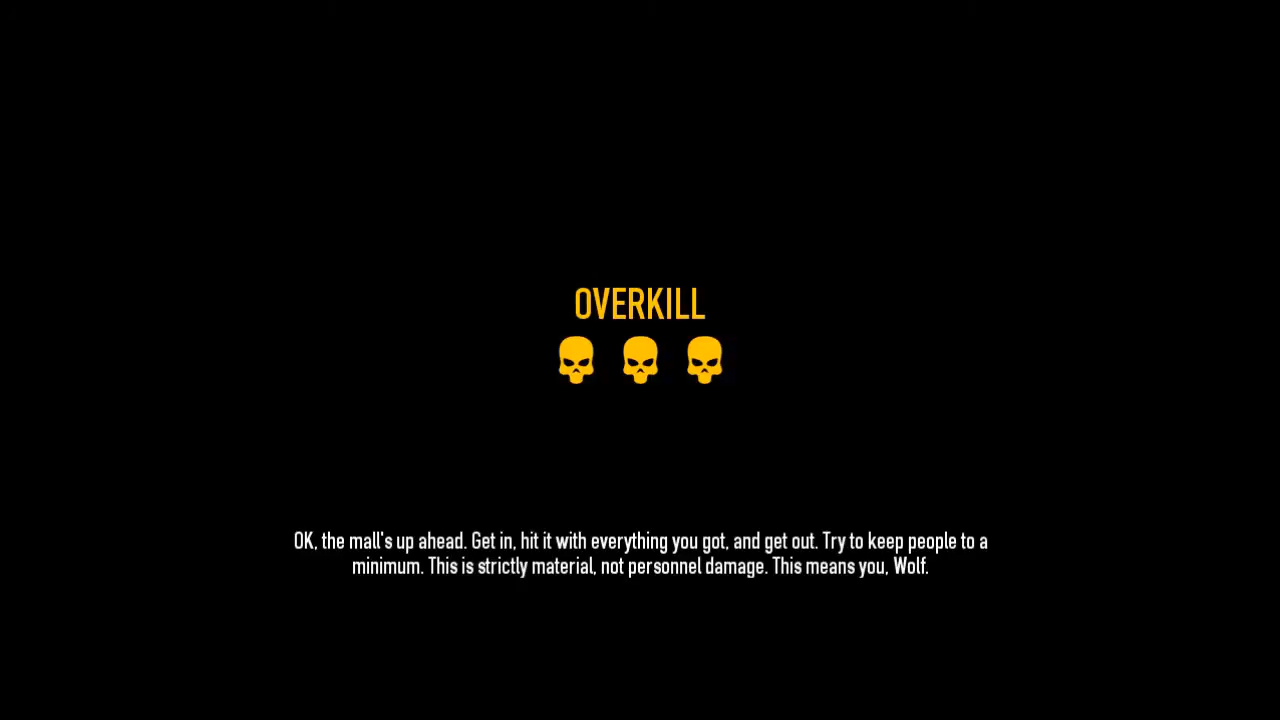 OVERKILL
OK, the mall's up ahead. Get in, hit it with everything you got, and get out. Try to keep people to a
minimum. This is strictly material, not personnel damage. This means you, Wolf.